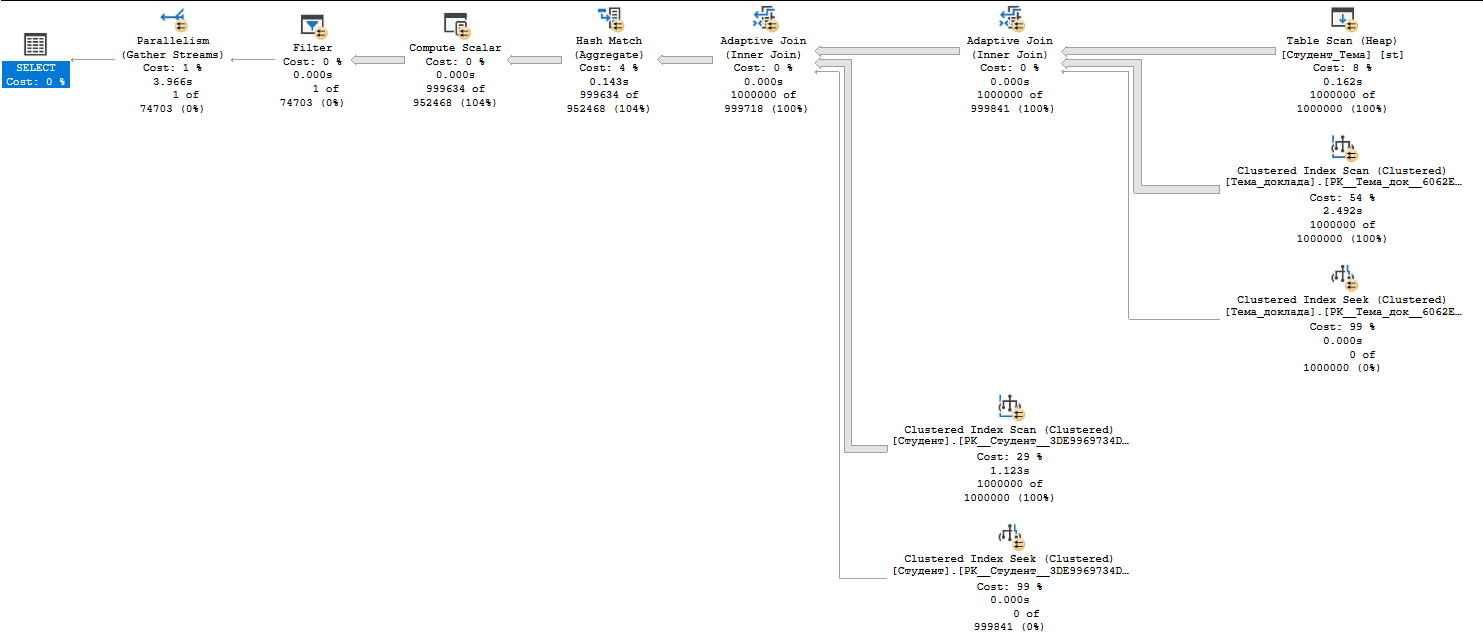 SELECT
Cost: 0 %
Parallelism
(Gather Streams)
Cost: 1 %
3.966s
1 of
74703 (0%)
Filter
Cost: 0 %
0.000s
1 of
74703 (0%)
Compute Scalar
Cost: 0 %
0.000s
999634 of
952468 (104%)
Hash Match
(Aggregate)
Cost: 4 %
0.143s
999634 of
952468 (104%)
Adaptive Join
(Inner Join)
Cost: 0 %
0.000s
1000000 of
999718 (100%)
Adaptive Join
(Inner Join)
Cost: 0 %
0.000s
1000000 of
999841 (100%)
Table Scan (Heap)
[Студент_Тема] [st]
Cost: 8 %
0.162s
1000000 of
1000000 (100%)
Clustered Index Scan (Clustered)
[Тема_доклада].[PK__Тема_док__6062E…
Cost: 54 %
2.492s
1000000 of
1000000 (100%)
Clustered Index Seek (Clustered)
[Тема_доклада].[PK__Тема_док__6062E…
Cost: 99 %
0.000s
0 of
1000000 (0%)
Clustered Index Scan (Clustered)
[Студент].[PK__Студент__3DE9969734D…
Cost: 29 %
1.123s
1000000 of
1000000 (100%)
Clustered Index Seek (Clustered)
[Студент].[PK__Студент__3DE9969734D…
Cost: 99 %
0.000s
0 of
999841 (0%)